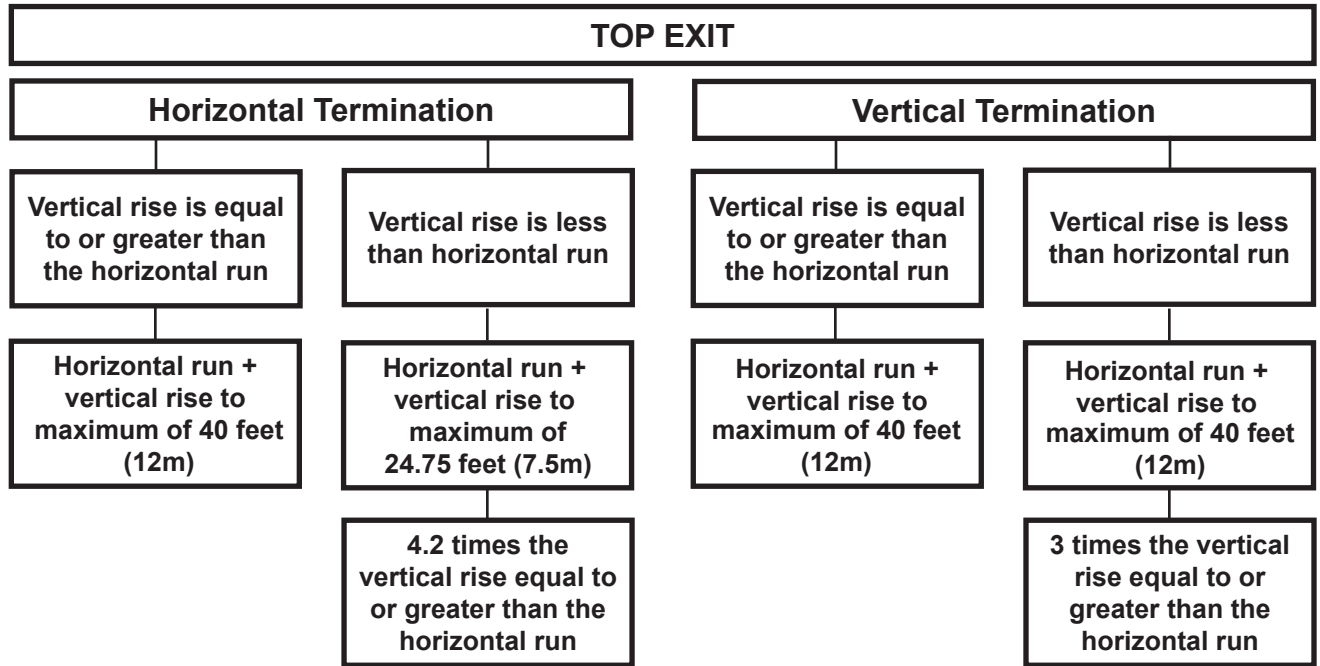 TOP EXIT
Horizontal Termination
Vertical rise is equal
to or greater than
the horizontal run
Horizontal run +
vertical rise to
maximum of 40 feet
(12m)
Vertical rise is less
than horizontal run
Horizontal run +
vertical rise to
maximum of
24.75 feet (7.5m)
4.2 times the
vertical rise equal to
or greater than the
horizontal run
Vertical Termination
Vertical rise is equal
to or greater than
the horizontal run
Horizontal run +
vertical rise to
maximum of 40 feet
(12m)
Vertical rise is less
than horizontal run
Horizontal run +
vertical rise to
maximum of 40 feet
(12m)
3 times the vertical
rise equal to or
greater than the
horizontal run